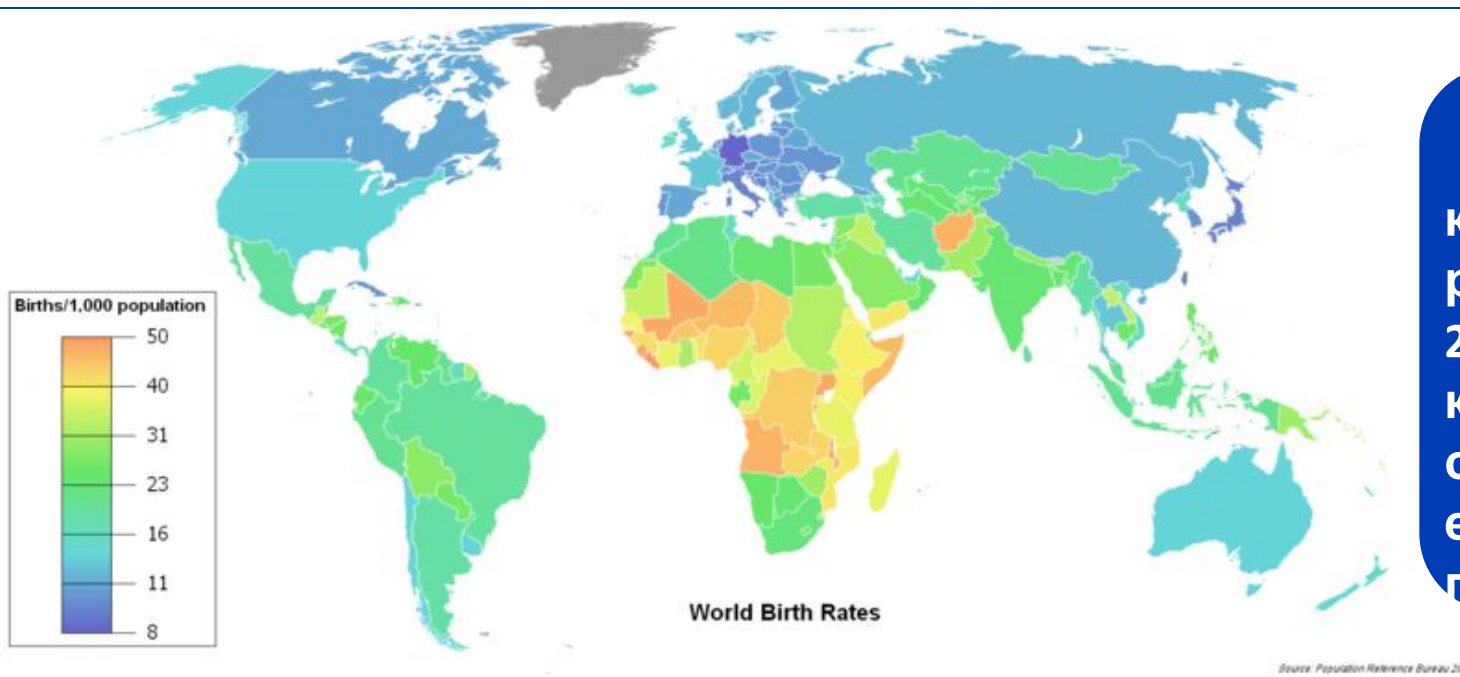 Births/1,000 population
50
40
31
23
16
11
8
World Birth Rates
Source: Population Reference Bureau
к
р
2
к
о
е
п